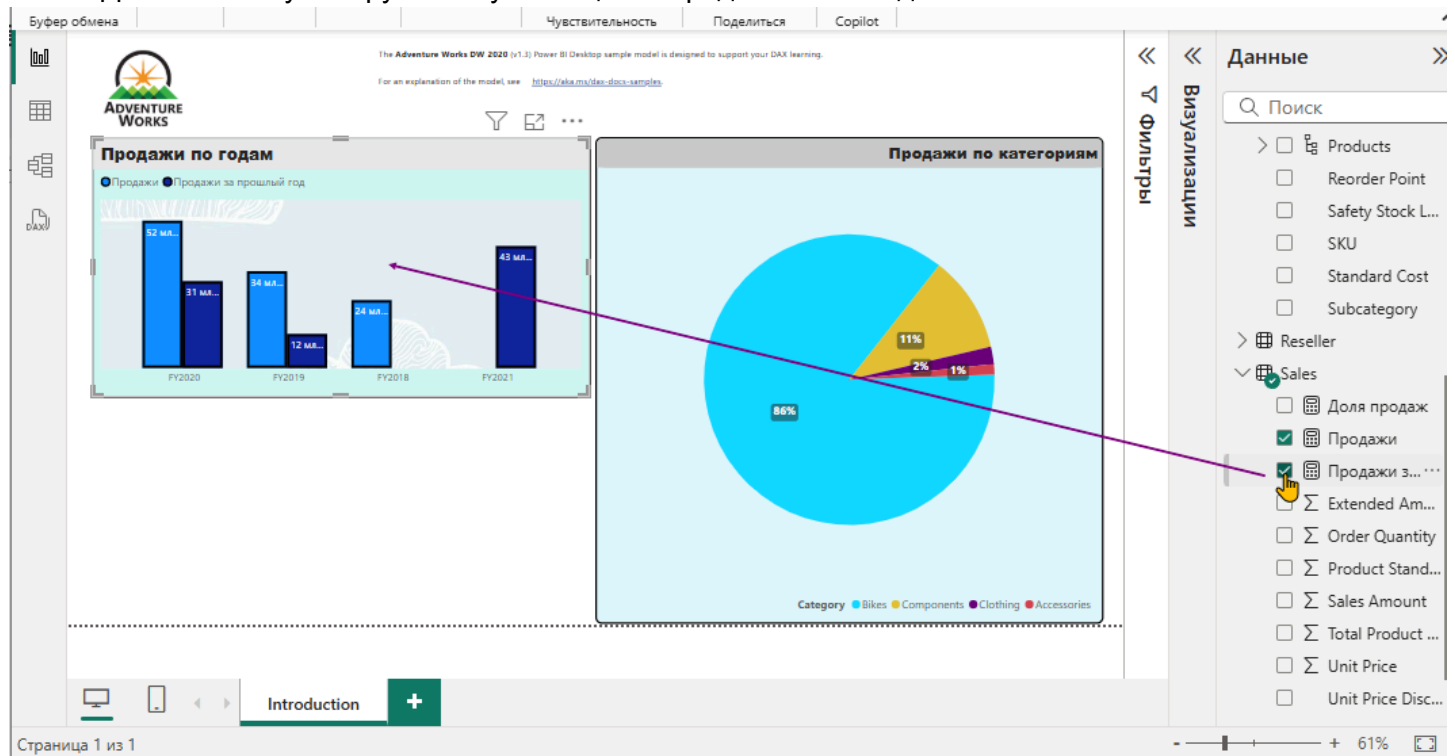 Буфер обмена
Чувствительность
Поделиться
Copilot
ADVENTURE
WORKS
The Adventure Works DW 2020 (v1.3) Power BI Desktop sample model is designed to support your DAX learning.
For an explanation of the model, see https://aka.ms/dax-docs-samples.
DAX
Продажи по годам
Продажи Продажи за прошлый год
52 мл...
31 мл...
34 мл...
12 мл...
24 мл...
43 мл...
FY2020 FY2019 FY2018 FY2021
Продажи по категориям
11%
2%
1%
86%
Category Bikes Components Clothing Accessories
Фильтры
Визуализации
Данные
Поиск
Products
Reorder Point
Safety Stock L...
SKU
Standard Cost
Subcategory
Reseller
Sales
Доля продаж
Продажи
Продажи з...
Extended Am...
Order Quantity
Product Stand...
Sales Amount
Total Product ...
Unit Price
Unit Price Disc...
Introduction
Страница 1 из 1
61%